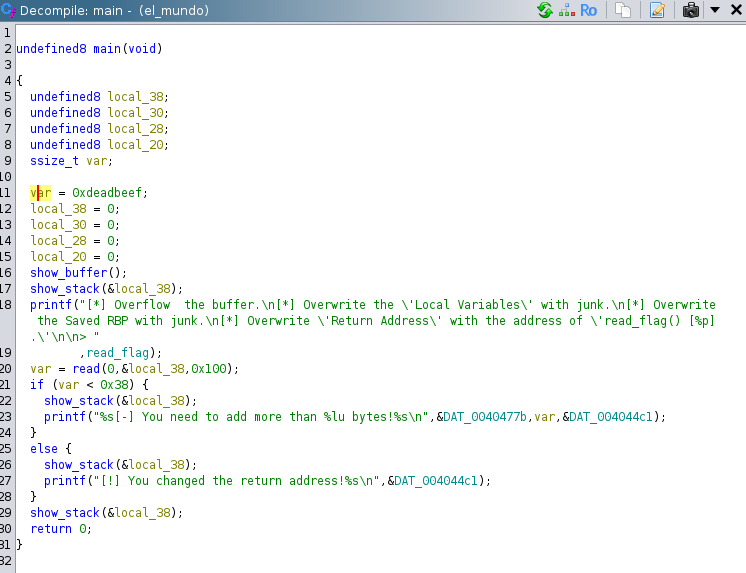 Decompile: main - (el_mundo)
Ro
1
2 undefined8 main(void)
3
4 {
5 undefined8 local_38;
6 undefined8 local_30;
7 undefined8 local_28;
8 undefined8 local_20;
9 ssize_t var;
10
11 var = 0xdeadbeef;
12 local_38 = 0;
13 local_30 = 0;
14 local_28 = 0;
15 local_20 = 0;
16 show_buffer();
17 show_stack(&local_38);
18 printf("[*] Overflow  the buffer.\n[*] Overwrite the \'Local Variables\' with junk.\n[*] Overwrite
the Saved RBP with junk.\n[*] Overwrite \'Return Address\' with the address of \'read_flag() [%p]
.\'\n\n> "
19 ,read_flag);
20 var = read(0,&local_38,0x100);
21 if (var < 0x38) {
22 show_stack(&local_38);
23 printf("%s[-] You need to add more than %lu bytes!%s\n",&DAT_0040477b,var,&DAT_004044c1);
24 }
25 else {
26 show_stack(&local_38);
27 printf("[!] You changed the return address!%s\n",&DAT_004044c1);
28 }
29 show_stack(&local_38);
30 return 0;
31 }
32